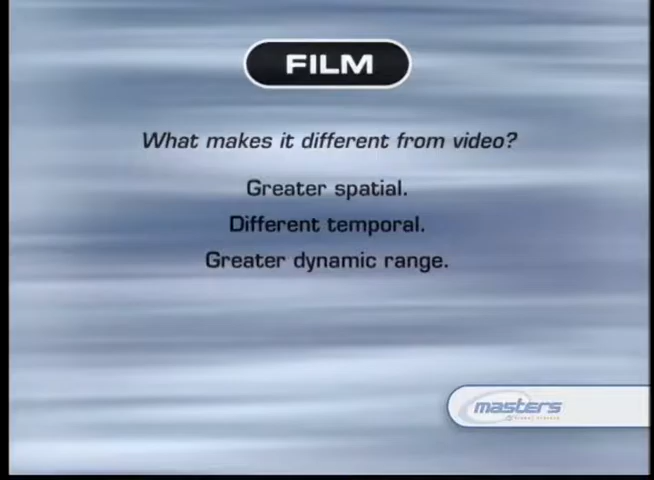 FILM
What makes it different from video?
Greater spatial.
Different temporal.
Greater dynamic range.
masters